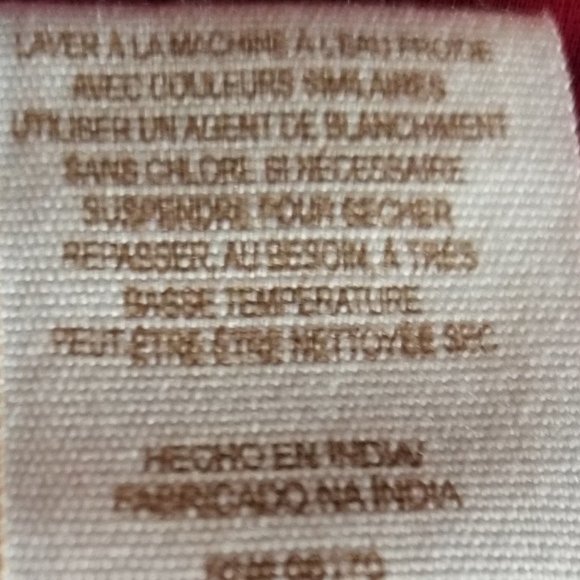 LAVER À LA MACHINE À L'EAU FROIDE
AVEC COULEURS SIMILAIRES
UTILISER UN AGENT DE BLANCHIMENT
SANS CHLORE SI NÉCESSAIRE
SUSPENDRE POUR SÉCHER
REPASSER, AU BESOIN, À TRÈS
BASSE TEMPÉRATURE
PEUT-ÊTRE ÊTRE NETTOYÉE SEC
HECHO EN INDIA/
FABRICADO NA ÍNDIA